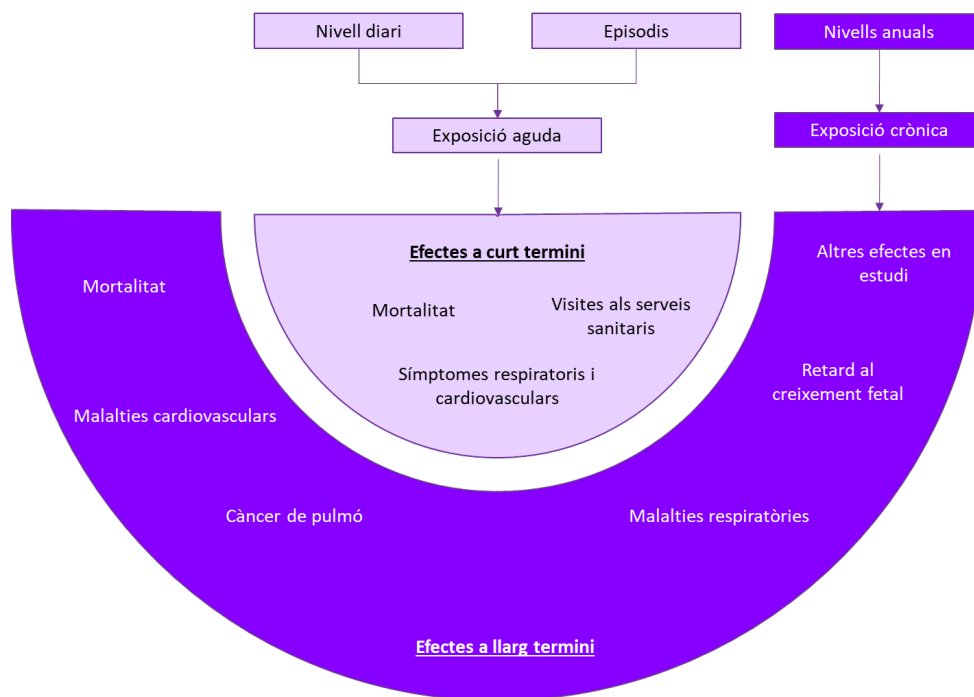 Nivell diari
Episodis
Nivells anuals
Exposició aguda
Exposició crònica
Efectes a curt termini
Mortalitat
Visites als serveis
sanitaris
Símptomes respiratoris i
cardiovasculars
Altres efectes en
estudi
Mortalitat
Retard al
creixement fetal
Malalties cardiovasculars
Càncer de pulmó
Malalties respiratòries
Efectes a llarg termini